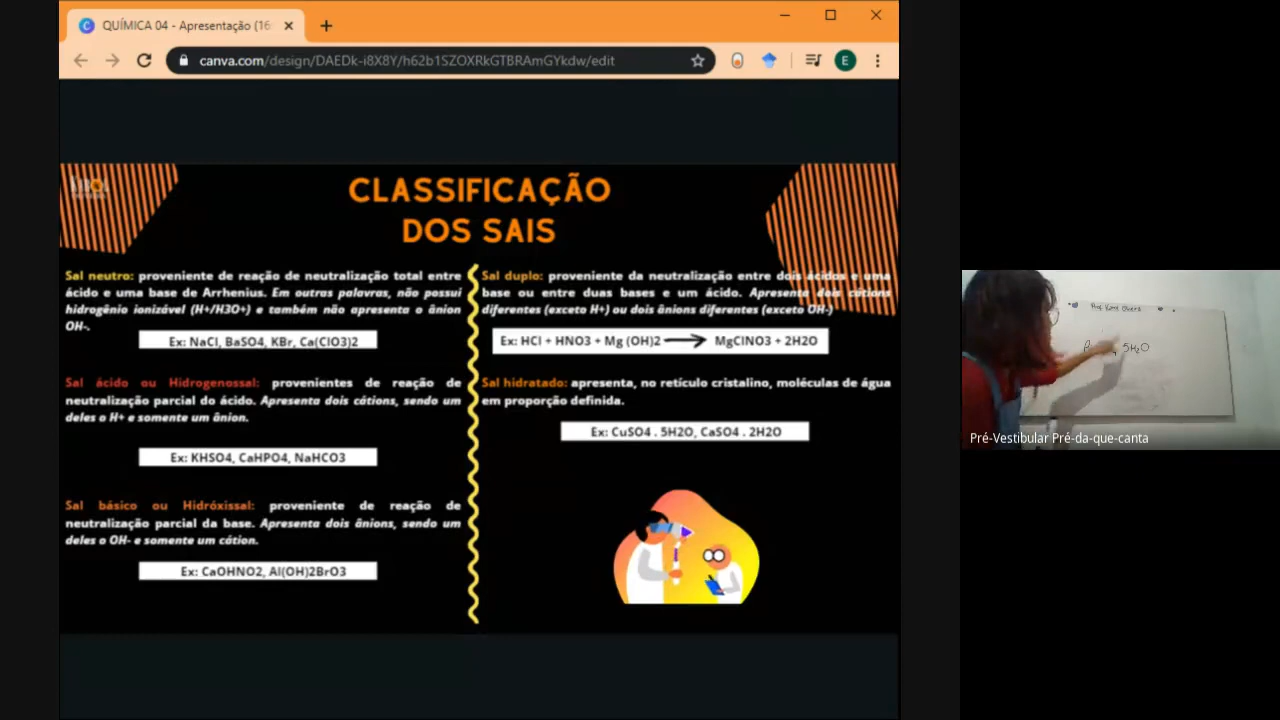 QUÍMICA 04 - Apresentação (16
canva.com/design/DAEDk-i8X8Y/h62b1SZOXRkGTBRAmGYkdw/edit
E
CLASSIFICAÇÃO
DOS SAIS
Sal neutro: proveniente de reação de neutralização total entre
ácido e uma base de Arrhenius. Em outras palavras, não possui
hidrogênio ionizável (H+/H3O+) e também não apresenta o ânion
OH-.
Ex: NaCl, BaSO4, KBr, Ca(ClO3)2
Sal ácido ou Hidrogenossal: provenientes de reação de
neutralização parcial do ácido. Apresenta dois cátions, sendo um
deles o H+ e somente um ânion.
Ex: KHSO4, CaHPO4, NaHCO3
Sal básico ou Hidróxissal: proveniente de reação de
neutralização parcial da base. Apresenta dois ânions, sendo um
deles o OH- e somente um cátion.
Ex: CaOHNO2, Al(OH)2BrO3
Sal duplo: proveniente da neutralização entre dois ácidos e uma
base ou entre duas bases e um ácido. Apresenta dois cátions
diferentes (exceto H+) ou dois ânions diferentes (exceto OH-)
Ex: HCl + HNO3 + Mg (OH)2 → MgClNO3 + 2H2O
Sal hidratado: apresenta, no retículo cristalino, moléculas de água
em proporção definida.
Ex: CuSO4 . 5H2O, CaSO4 . 2H2O
5H2O
Pré-Vestibular Pré-da-que-canta